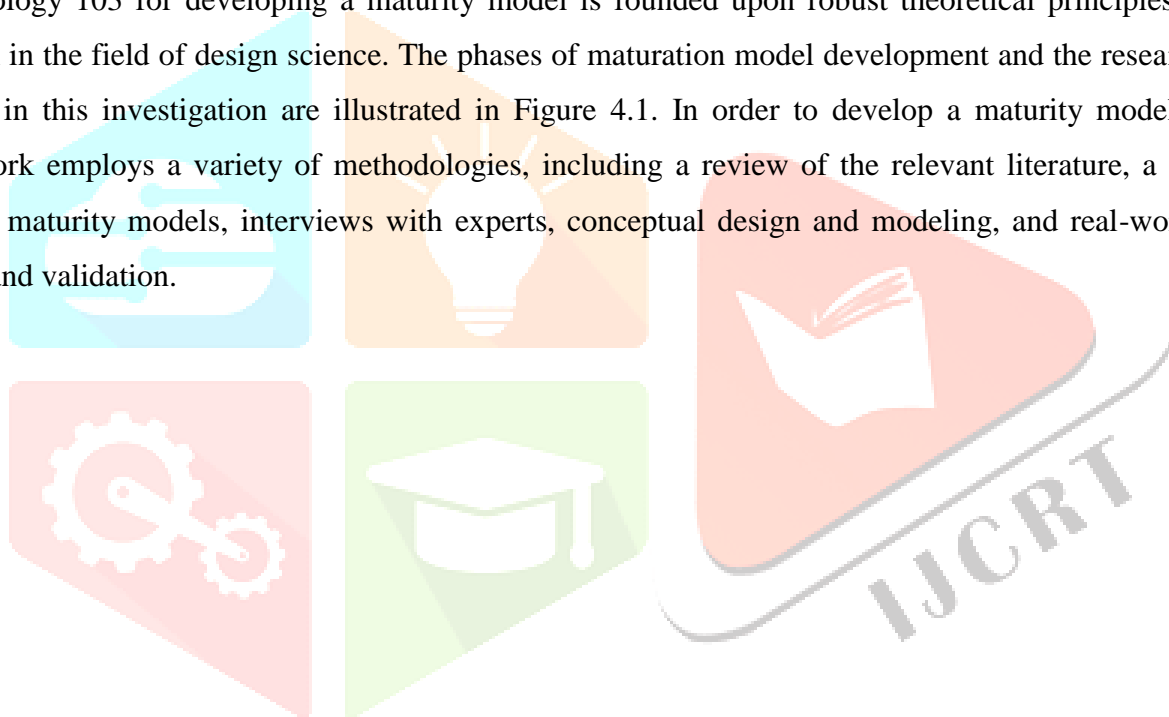 ology 103 for developing a maturity model is founded upon robust theoretical principles
in the field of design science. The phases of maturation model development and the resear
in this investigation are illustrated in Figure 4.1. In order to develop a maturity model
ork employs a variety of methodologies, including a review of the relevant literature, a
maturity models, interviews with experts, conceptual design and modeling, and real-wo
and validation.
IJCRT